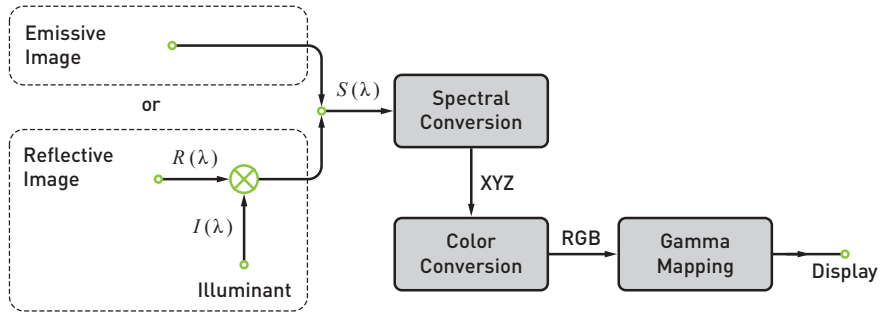 Emissive
Image
or
Reflective
Image
R(λ)
I(λ)
Illuminant
S(λ)
Spectral
Conversion
XYZ
Color
Conversion
RGB
Gamma
Mapping
Display